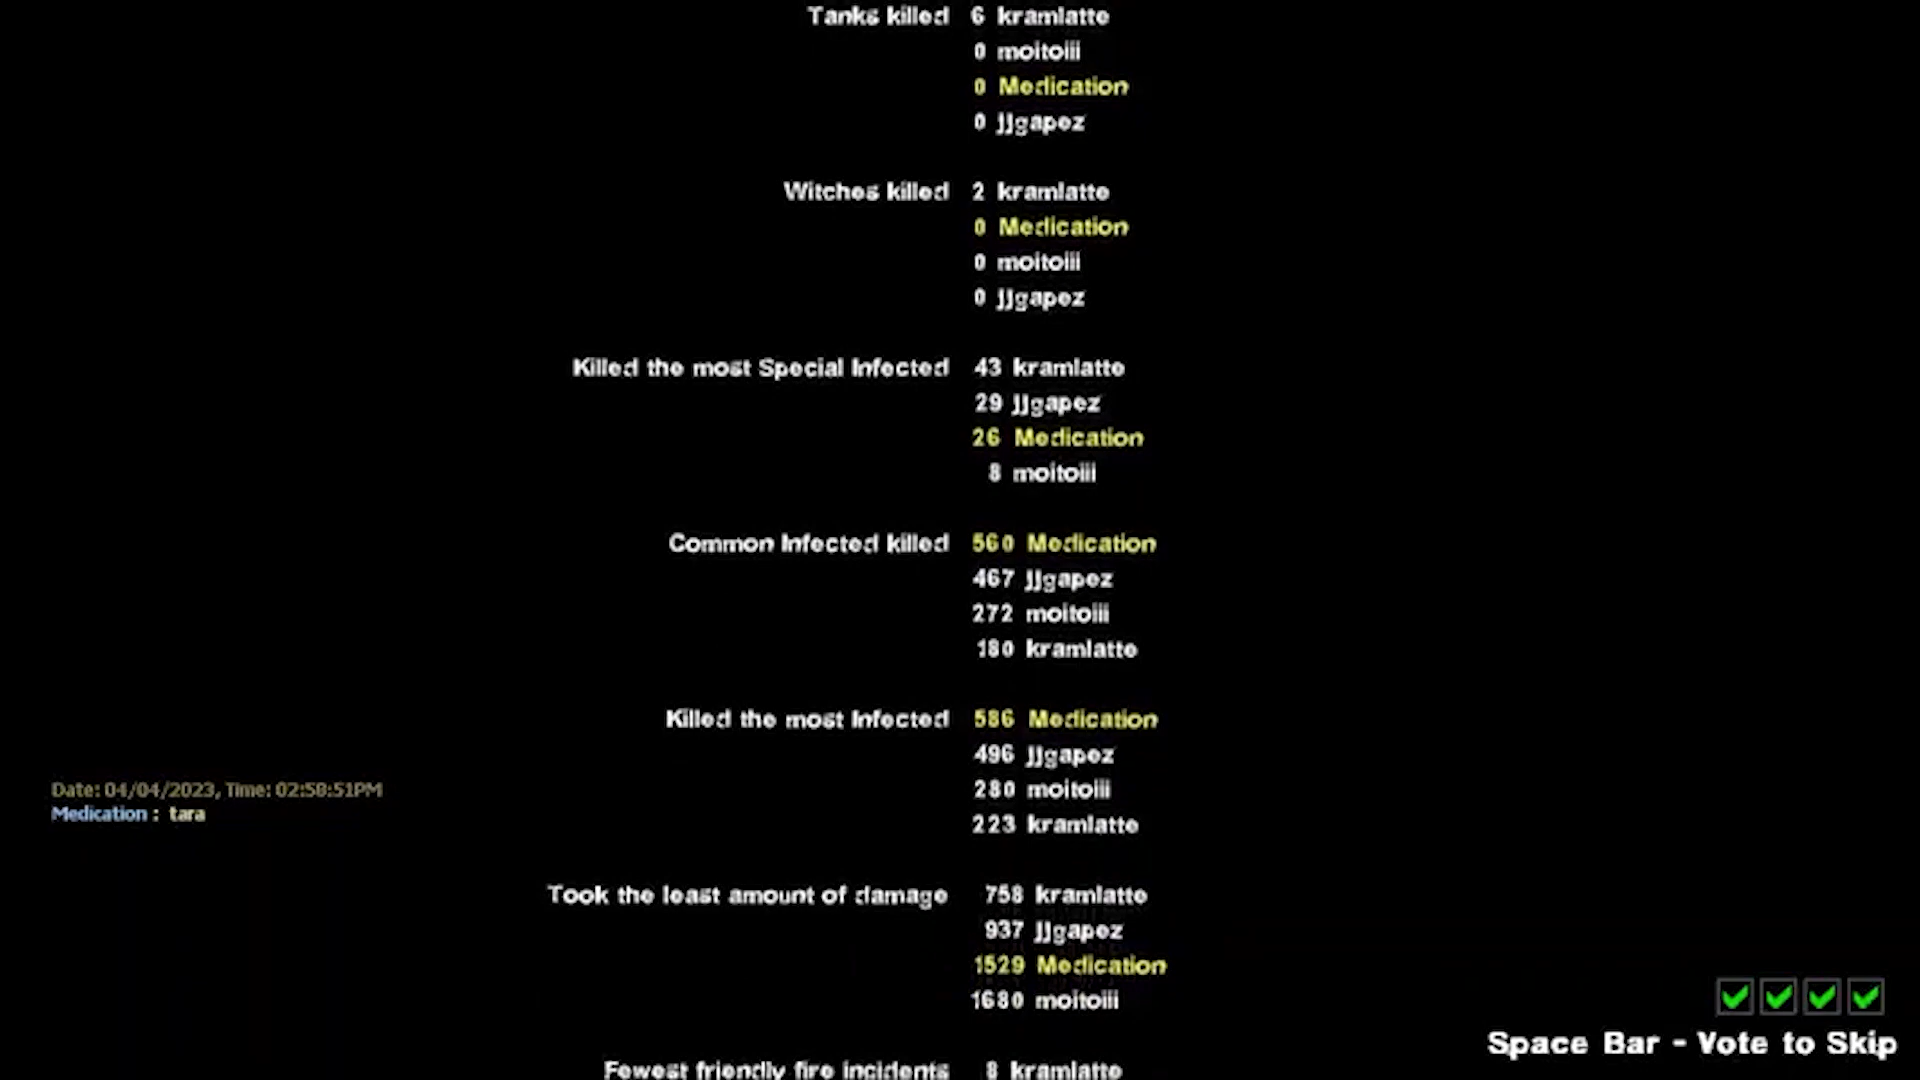 Tanks killed 6 kramlatte
0 moitoiii
0 Medication
0 jjgapez
Witches killed 2 kramlatte
0 Medication
0 moitoiii
0 jjgapez
Killed the most Special Infected 43 kramlatte
29 jjgapez
26 Medication
8 moitoiii
Common Infected killed 560 Medication
467 jjgapez
272 moitoiii
180 kramlatte
Killed the most Infected 586 Medication
496 jjgapez
280 moitoiii
223 kramlatte
Date: 04/04/2023, Time: 02:58:51PM
Medication : tara
Took the least amount of damage 758 kramlatte
937 jjgapez
1529 Medication
1680 moitoiii
Space Bar - Vote to Skip
Fewest friendly fire incidents 8 kramlatte